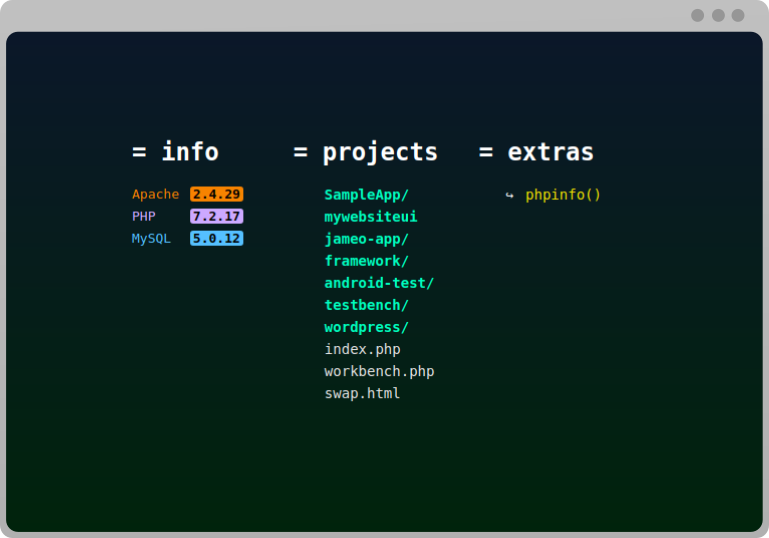 = info
Apache 2.4.29
PHP 7.2.17
MySQL 5.0.12
= projects
SampleApp/
mywebsiteui
jameo-app/
framework/
android-test/
testbench/
wordpress/
index.php
workbench.php
swap.html
= extras
↪ phpinfo()